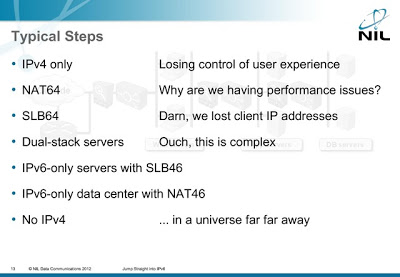 NIL
Typical Steps
• IPv4 only Losing control of user experience
• NAT64 Why are we having performance issues?
• SLB64 Darn, we lost client IP addresses
• Dual-stack servers Ouch, this is complex
• IPv6-only servers with SLB46
• IPv6-only data center with NAT46
• No IPv4 ... in a universe far far away
DB servers
13 © NIL Data Communications 2012 Jump Straight Into IPv6